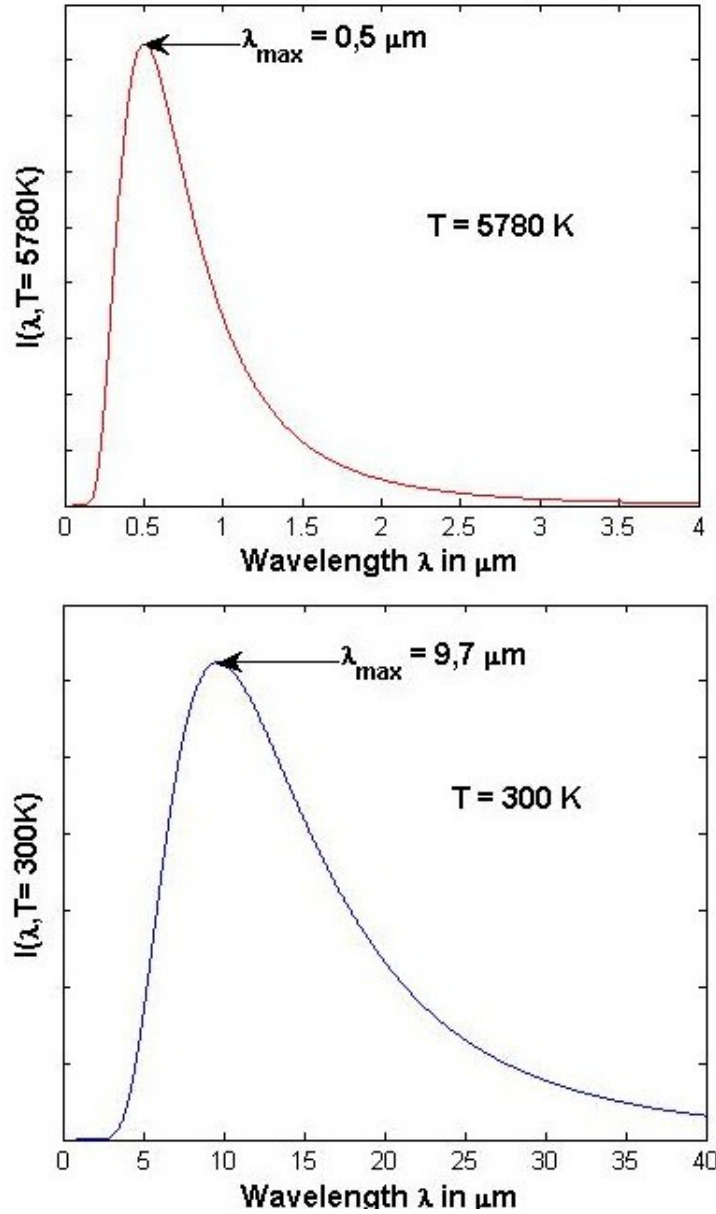 λmax = 0,5 μm
T = 5780 K
I(λ,T= 5780K)
0 0.5 1 1.5 2 2.5 3 3.5 4
Wavelength λ in μm
λmax = 9,7 μm
T = 300 K
I(λ,T= 300K)
0 5 10 15 20 25 30 35 40
Wavelength λ in μm